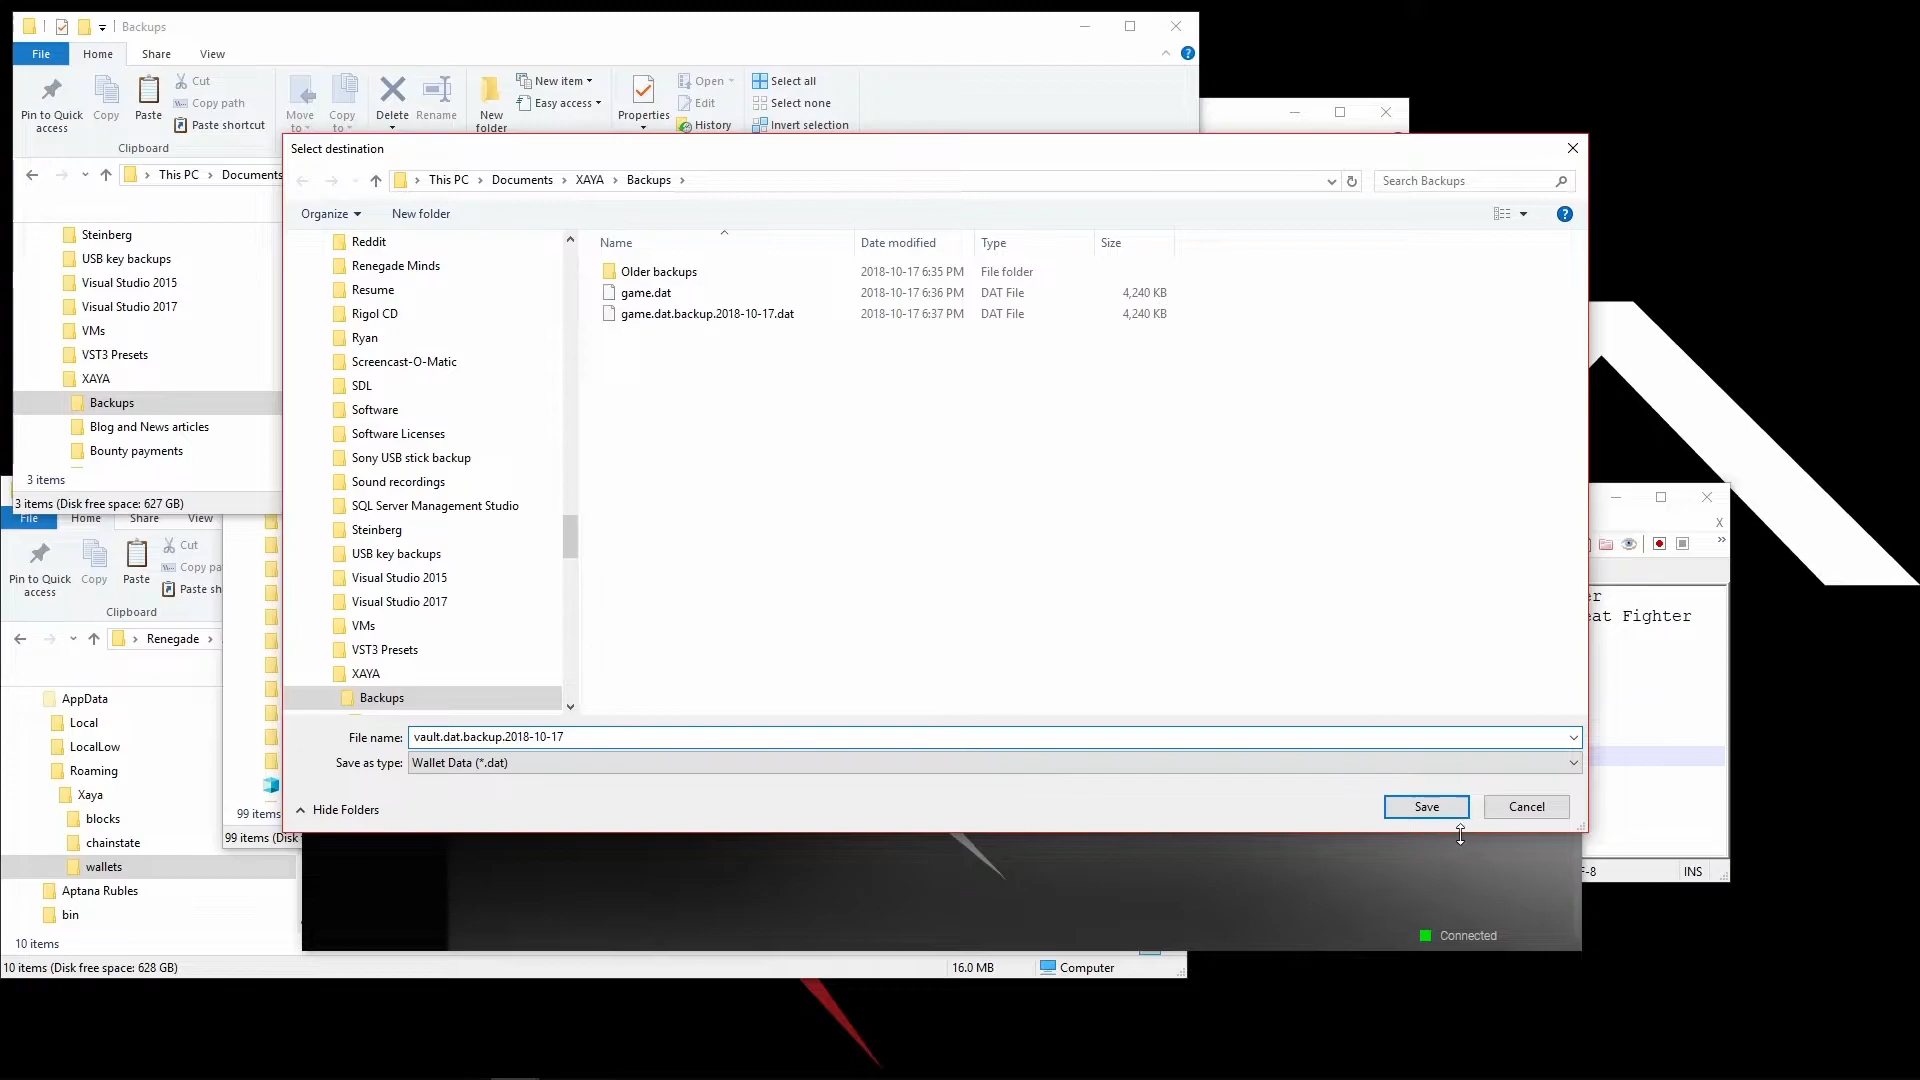 Backups
File Home Share View
Pin to Quick access
Copy
Paste
Cut
Copy path
Paste shortcut
Clipboard
Move to
Copy to
Delete
Rename
New folder
New item
Easy access
Properties
Open
Edit
History
Select all
Select none
Invert selection
This PC Documents
Steinberg
USB key backups
Visual Studio 2015
Visual Studio 2017
VMs
VST3 Presets
XAYA
Backups
Blog and News articles
Bounty payments
3 items
3 items (Disk free space: 627 GB)
Select destination
This PC Documents XAYA Backups
Search Backups
Organize New folder
Reddit
Renegade Minds
Resume
Rigol CD
Ryan
Screencast-O-Matic
SDL
Software
Software Licenses
Sony USB stick backup
Sound recordings
SQL Server Management Studio
Steinberg
USB key backups
Visual Studio 2015
Visual Studio 2017
VMs
VST3 Presets
XAYA
Backups
Name Date modified Type Size
Older backups 2018-10-17 6:35 PM File folder
game.dat 2018-10-17 6:36 PM DAT File 4,240 KB
game.dat.backup.2018-10-17.dat 2018-10-17 6:37 PM DAT File 4,240 KB
File name: vault.dat.backup.2018-10-17
Save as type: Wallet Data (*.dat)
Hide Folders
Save Cancel
File Home Share View
Pin to Quick access
Copy
Paste
Cut
Copy pa
Paste sh
Clipboard
Renegade
AppData
Local
LocalLow
Roaming
Xaya
blocks
chainstate
wallets
Aptana Rubles
bin
10 items
10 items (Disk free space: 628 GB)
16.0 MB Computer
99 items
99 items (Disk
er
eat Fighter
F-8 INS
Connected